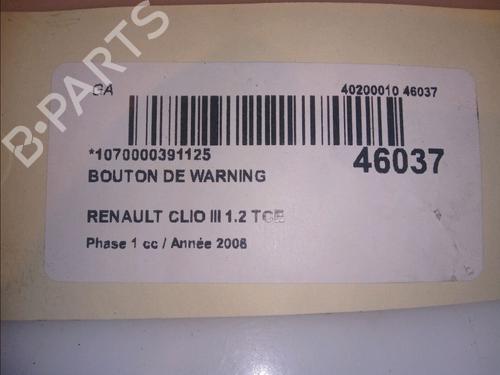 B-PARTS
GA
40200010 46037
*1070000391125
46037
BOUTON DE WARNING
RENAULT CLIO III 1.2 TCE
Phase 1 cc / Année 2008